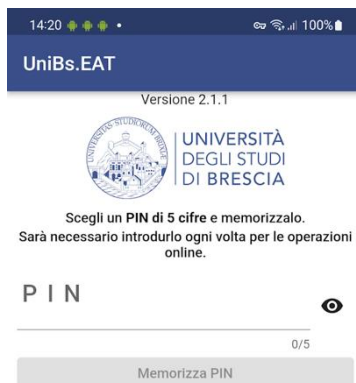 14:20 100%
UniBs.EAT
Versione 2.1.1
UNIVERSITÀ
DEGLI STUDI
DI BRESCIA
Scegli un PIN di 5 cifre e memorizzalo.
Sarà necessario introdurlo ogni volta per le operazioni
online.
PIN
0/5
Memorizza PIN